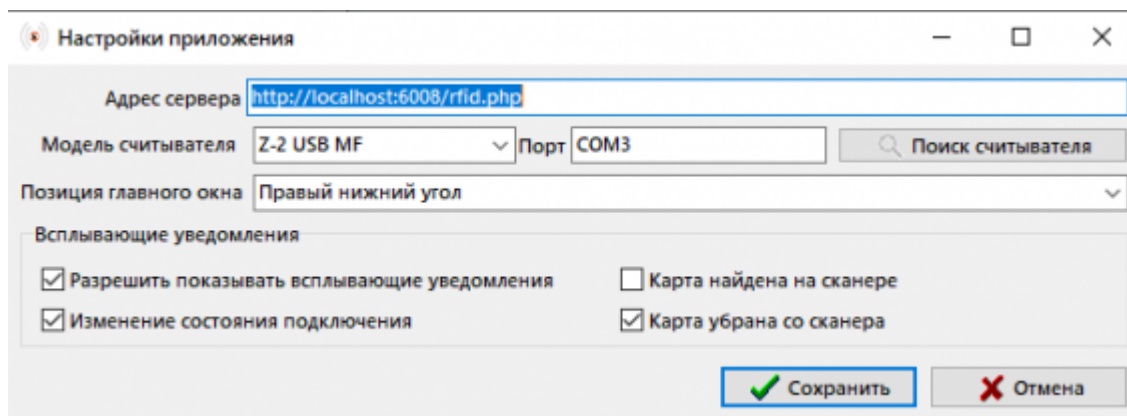 Настройки приложения
Адрес сервера http://localhost:6008/rfid.php
Модель считывателя Z-2 USB MF Порт COM3 Поиск считывателя
Позиция главного окна Правый нижний угол
Всплывающие уведомления
Разрешить показывать всплывающие уведомления Карта найдена на сканере
Изменение состояния подключения Карта убрана со сканера
Сохранить Отмена